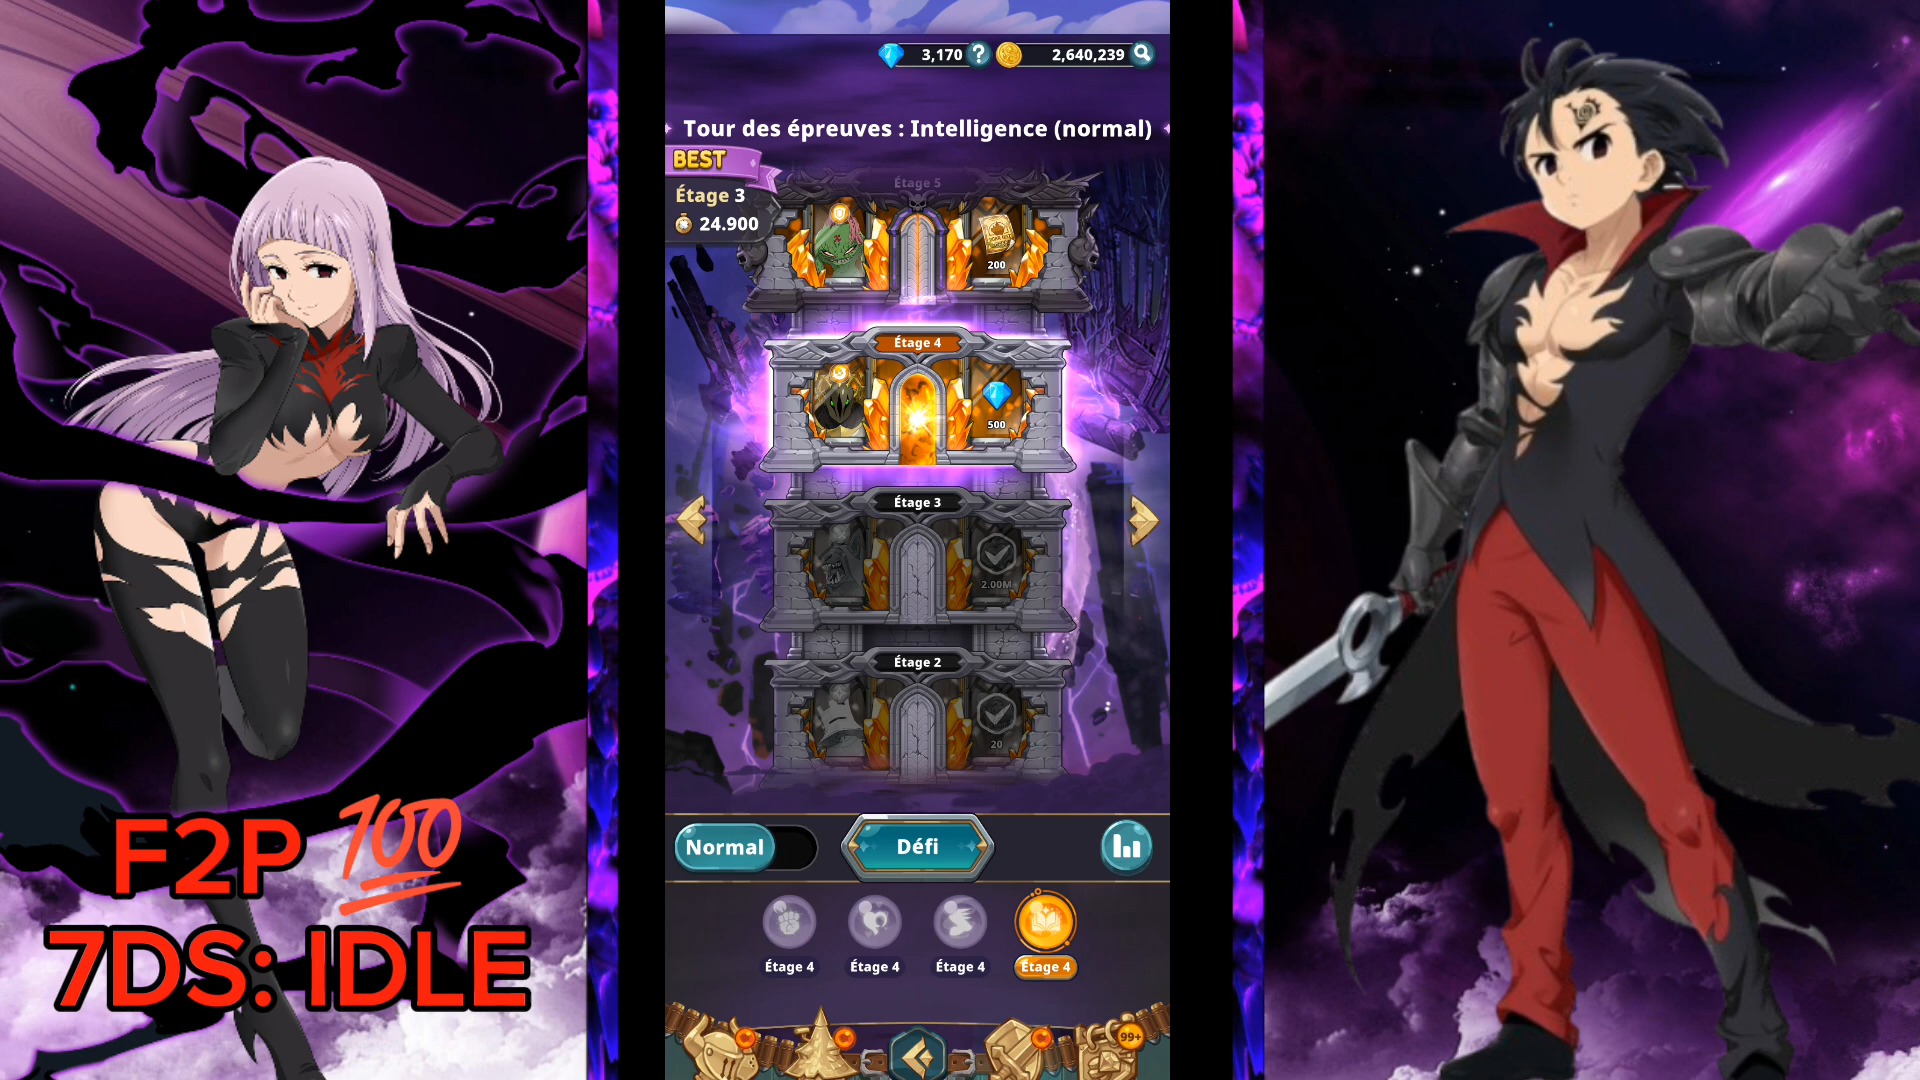 3,170
2,640,239
Tour des épreuves : Intelligence (normal)
BEST
Étage 3
24.900
Étage 5
200
Étage 4
500
Étage 3
2.00M
Étage 2
20
Normal
Défi
Étage 4
Étage 4
Étage 4
Étage 4
99+
F2P 💯
7DS: IDLE